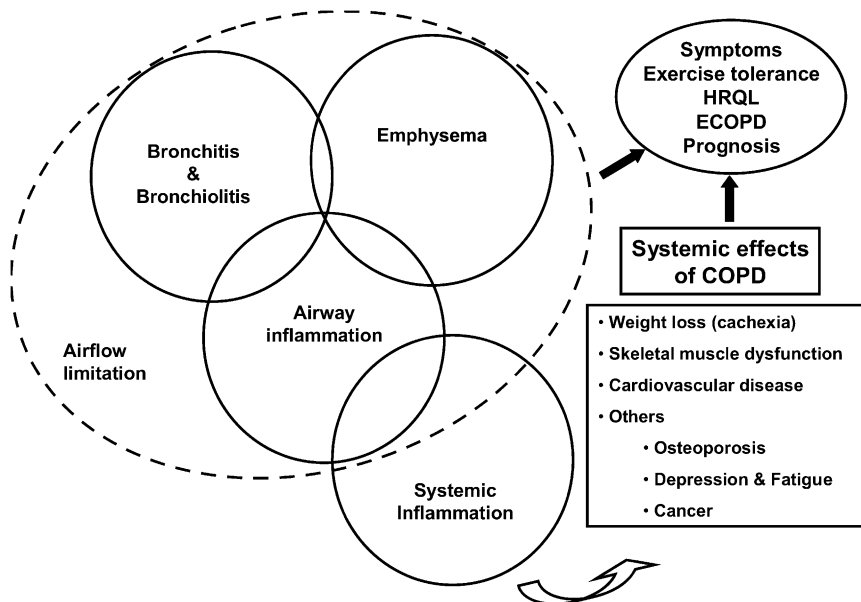 Bronchitis
&
Bronchiolitis
Emphysema
Airway
inflammation
Airflow
limitation
Systemic
Inflammation
Symptoms
Exercise tolerance
HRQL
ECOPD
Prognosis
Systemic effects
of COPD
• Weight loss (cachexia)
• Skeletal muscle dysfunction
• Cardiovascular disease
• Others
• Osteoporosis
• Depression & Fatigue
• Cancer